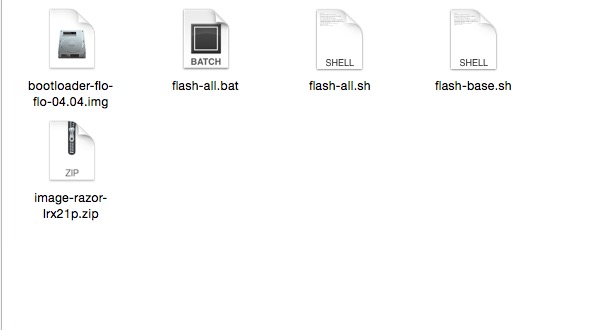 BATCH
SHELL
SHELL
bootloader-flo-
flo-04.04.img
flash-all.bat
flash-all.sh
flash-base.sh
ZIP
image-razor-
lrx21p.zip